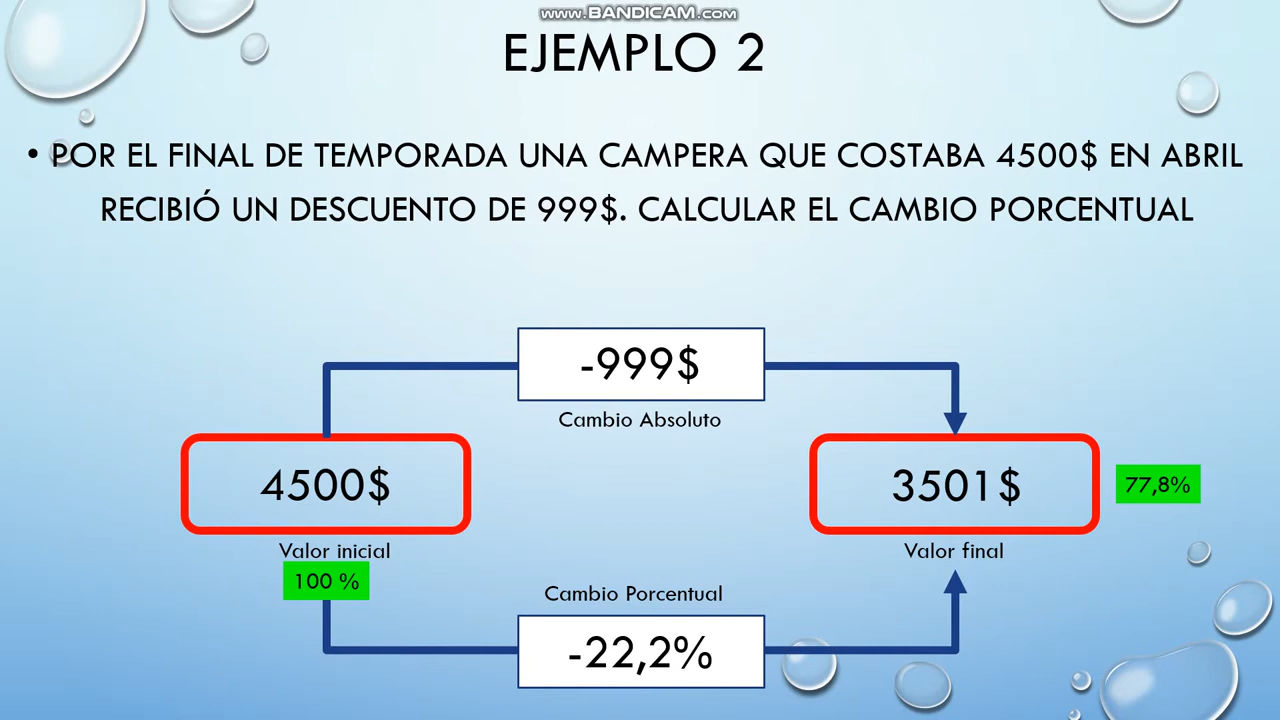 www.BANDICAM.com
EJEMPLO 2
• POR EL FINAL DE TEMPORADA UNA CAMPERA QUE COSTABA 4500$ EN ABRIL
RECIBIÓ UN DESCUENTO DE 999$. CALCULAR EL CAMBIO PORCENTUAL
-999$
Cambio Absoluto
4500$
3501$
77,8%
Valor inicial
Valor final
100 %
Cambio Porcentual
-22,2%